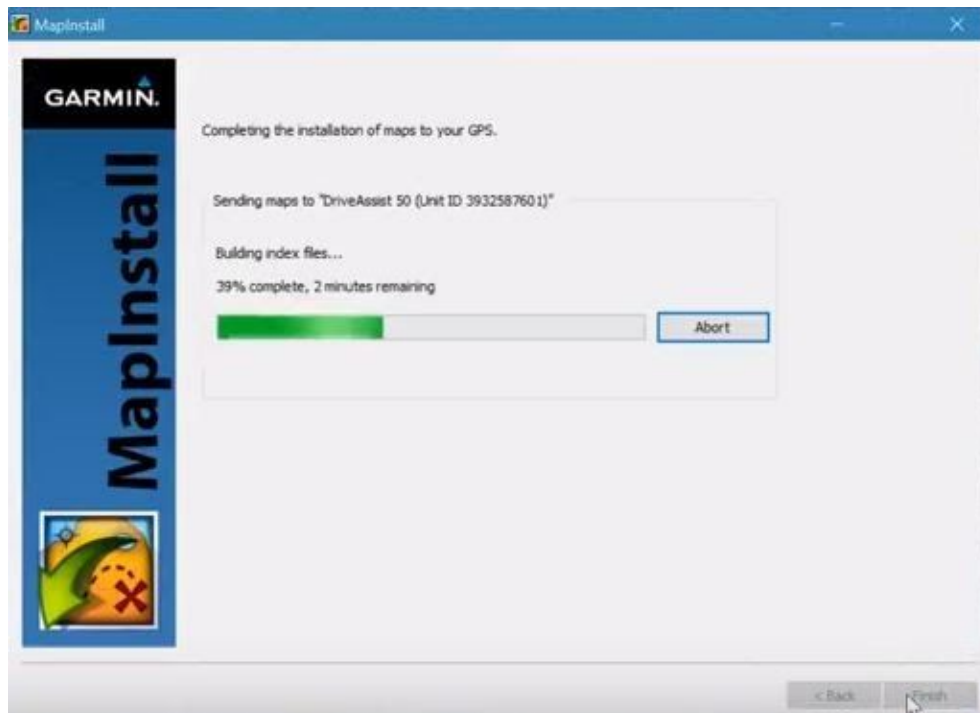 MapInstall
GARMIN.
MapInstall
Completing the installation of maps to your GPS.
Sending maps to "DriveAssist 50 (Unit ID 3932587601)"
Building index files...
39% complete, 2 minutes remaining
Abort
< Back
Finish